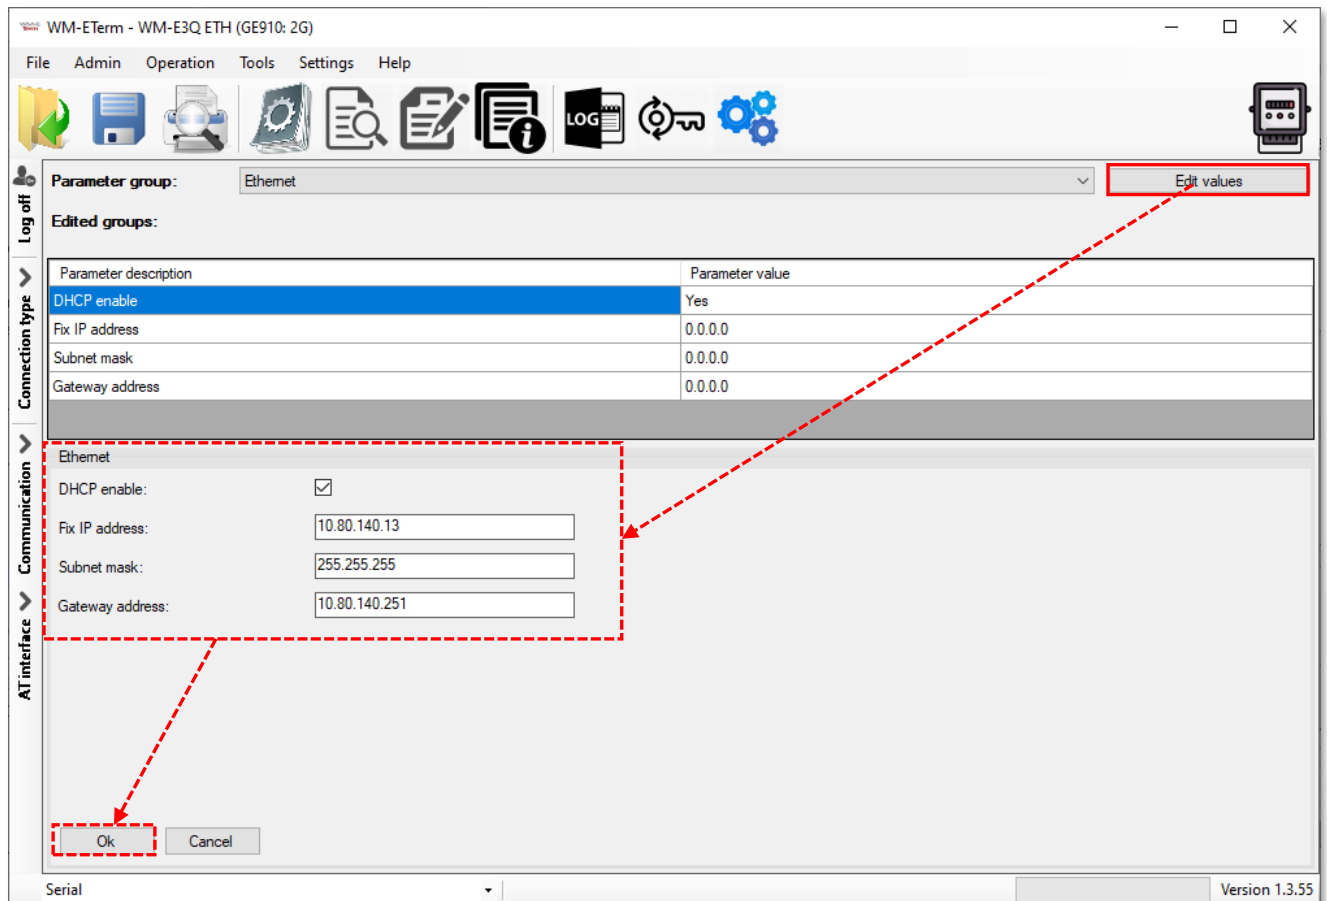 WM-ETerm - WM-E3Q ETH (GE910: 2G)
File Admin Operation Tools Settings Help
LOG
Log off
Connection type
Communication
AT interface
Parameter group: Ethernet Edit values
Edited groups:
Parameter description Parameter value
DHCP enable Yes
Fix IP address 0.0.0.0
Subnet mask 0.0.0.0
Gateway address 0.0.0.0
Ethernet
DHCP enable:
Fix IP address: 10.80.140.13
Subnet mask: 255.255.255
Gateway address: 10.80.140.251
Ok Cancel
Serial Version 1.3.55